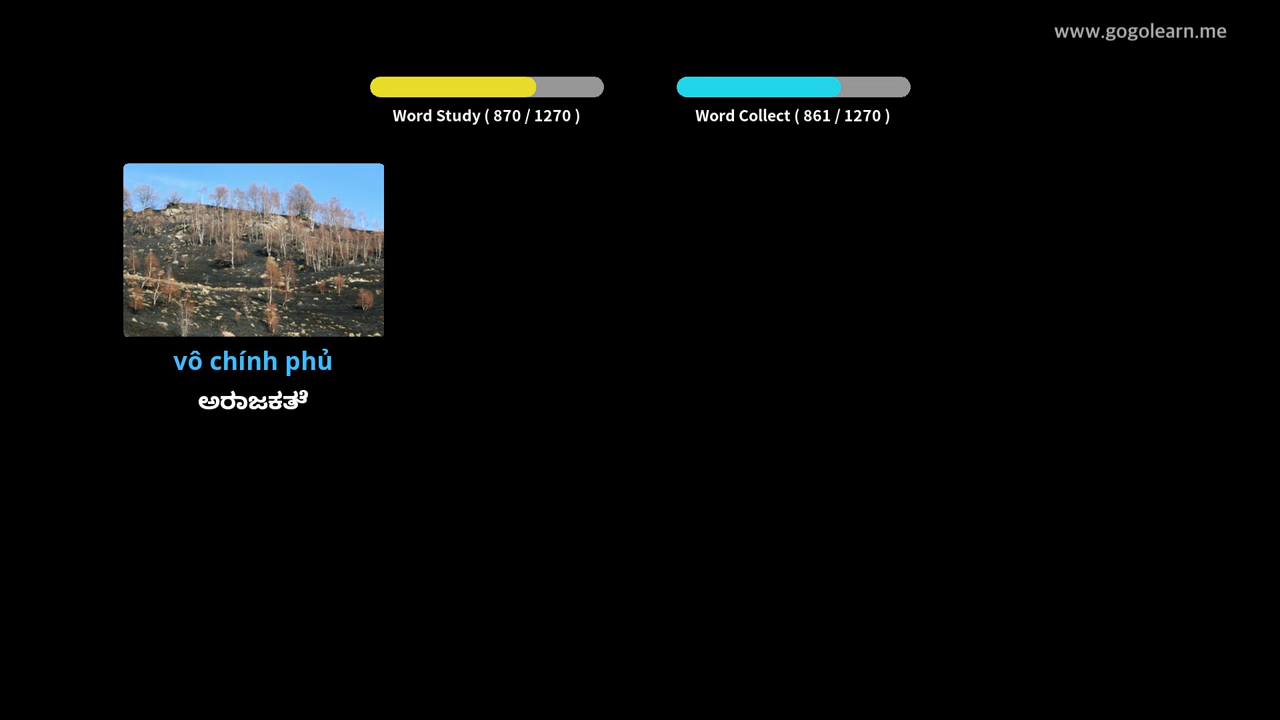 www.gogolearn.me
Word Study ( 870 / 1270 )
Word Collect ( 861 / 1270 )
vô chính phủ
ಅರಾಜಕತೆ